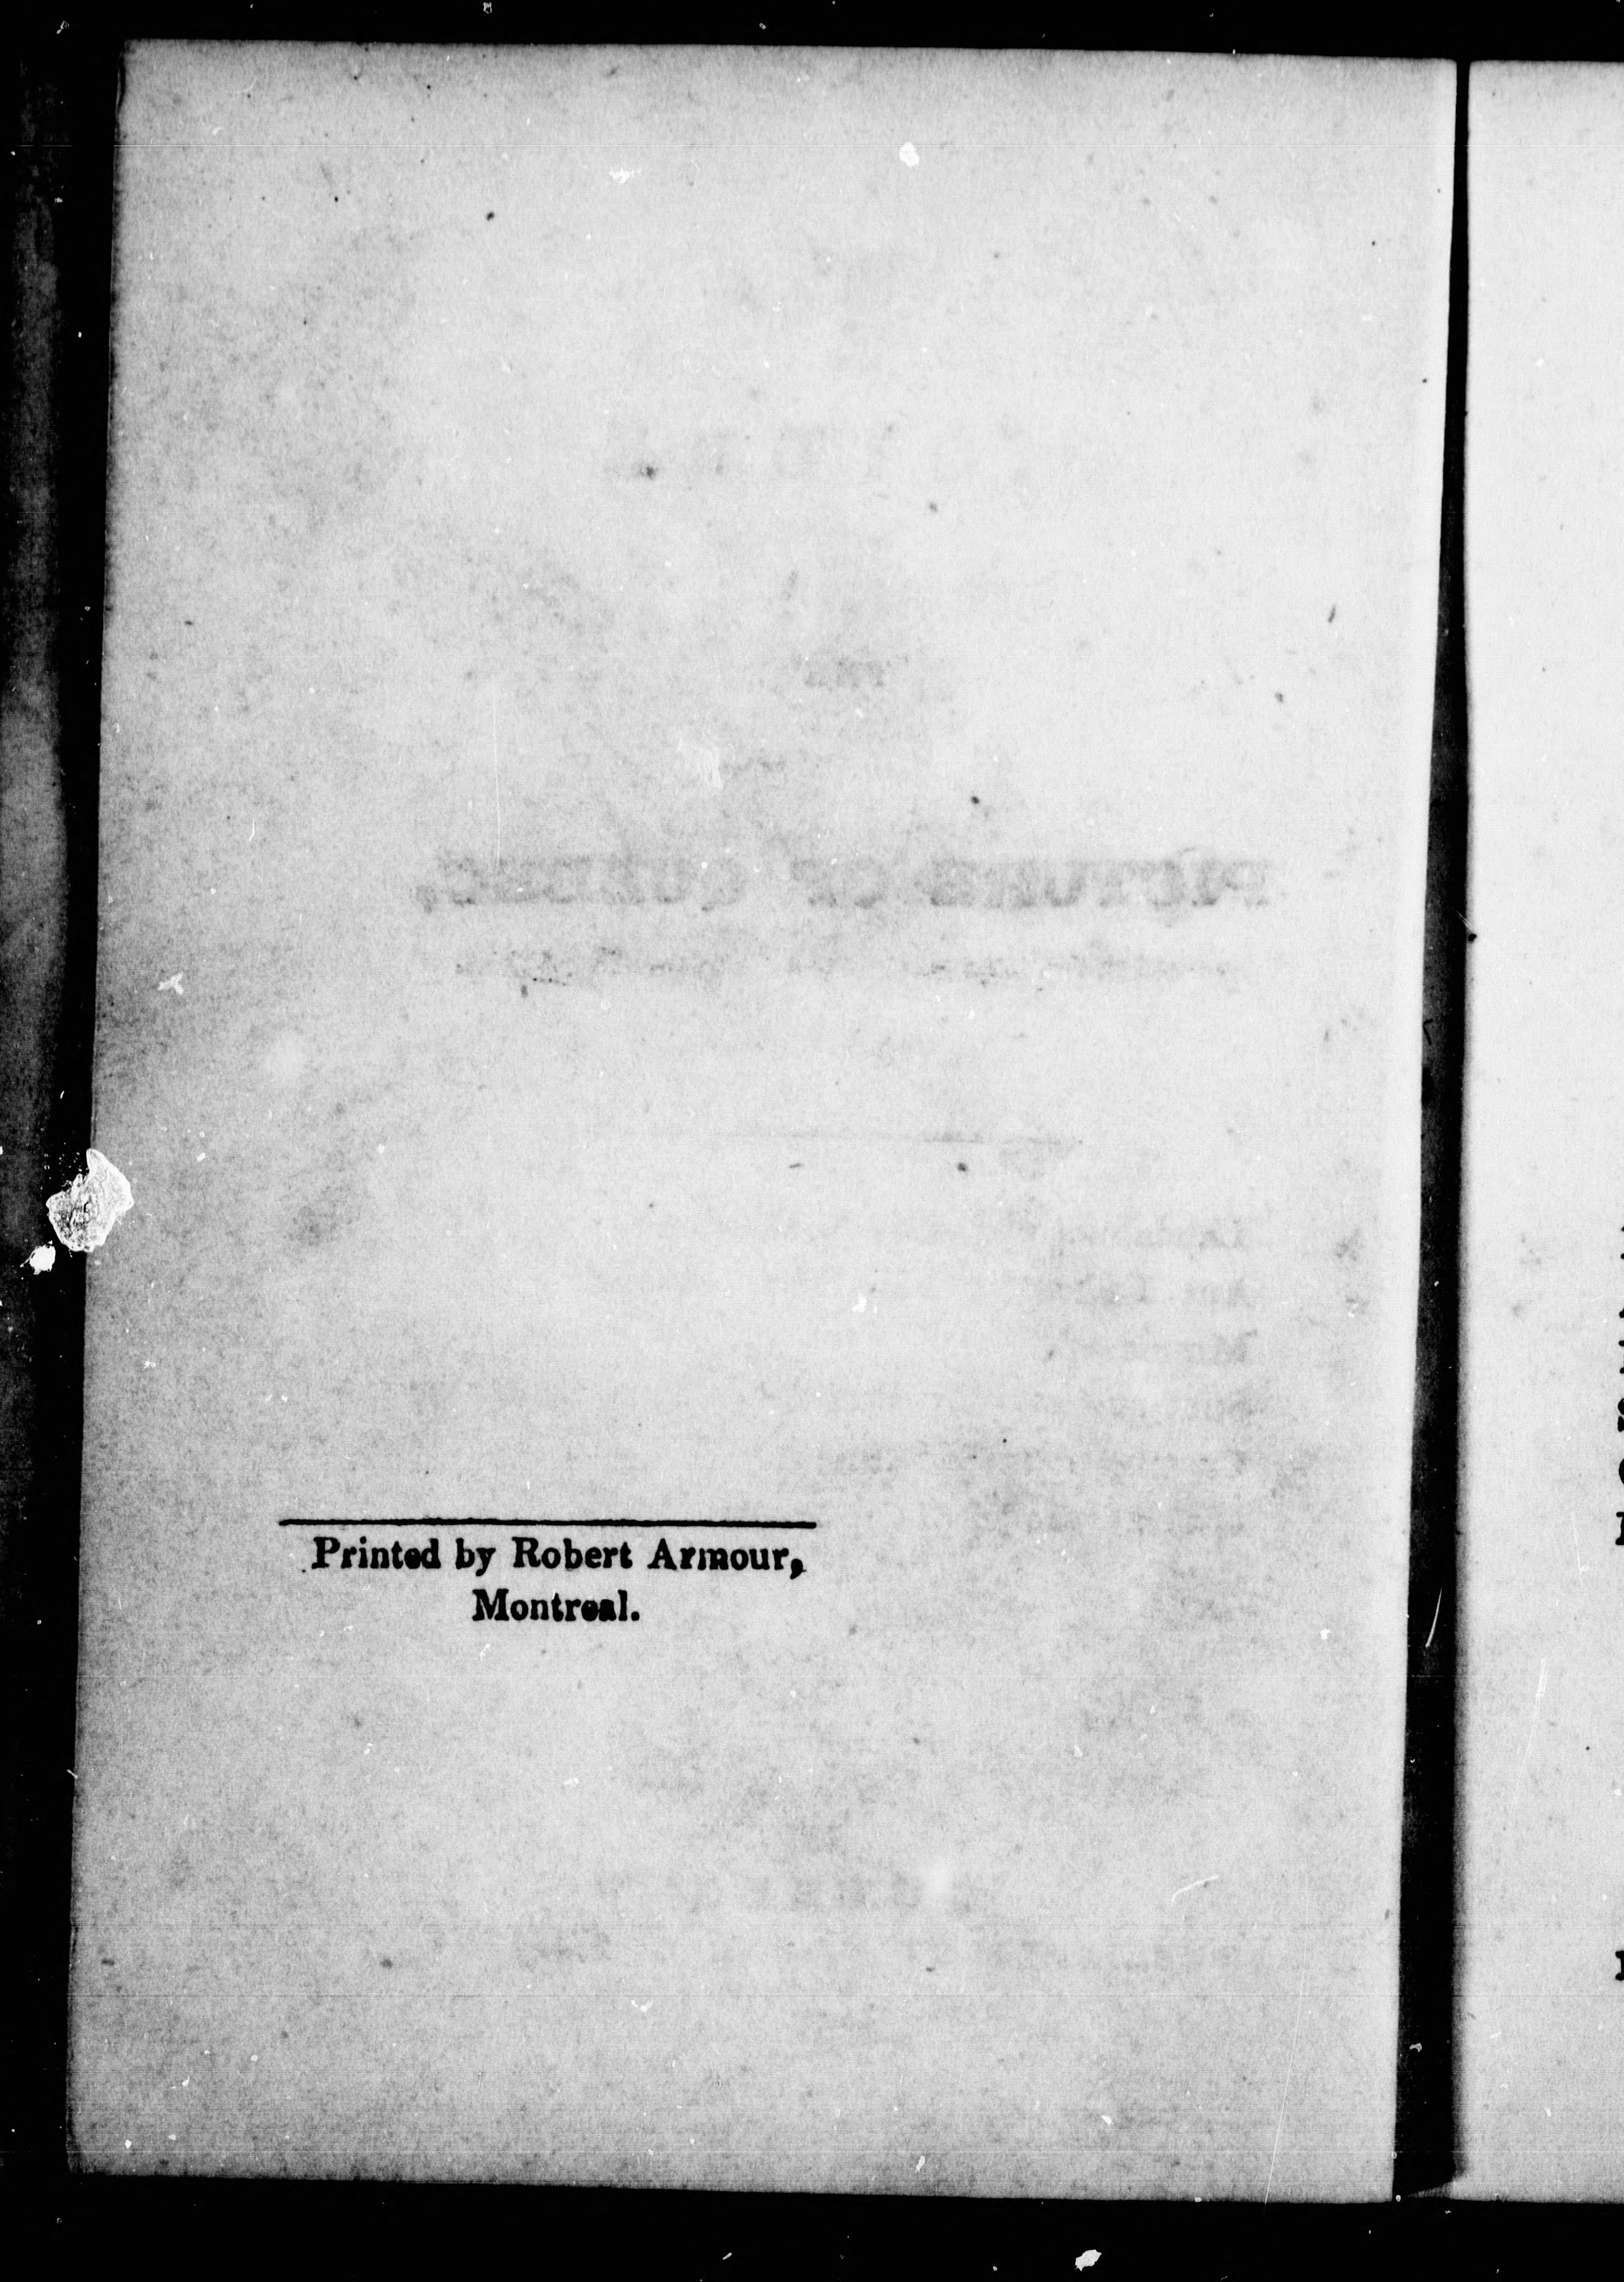 Printed by Robert Armour,
Montreal.